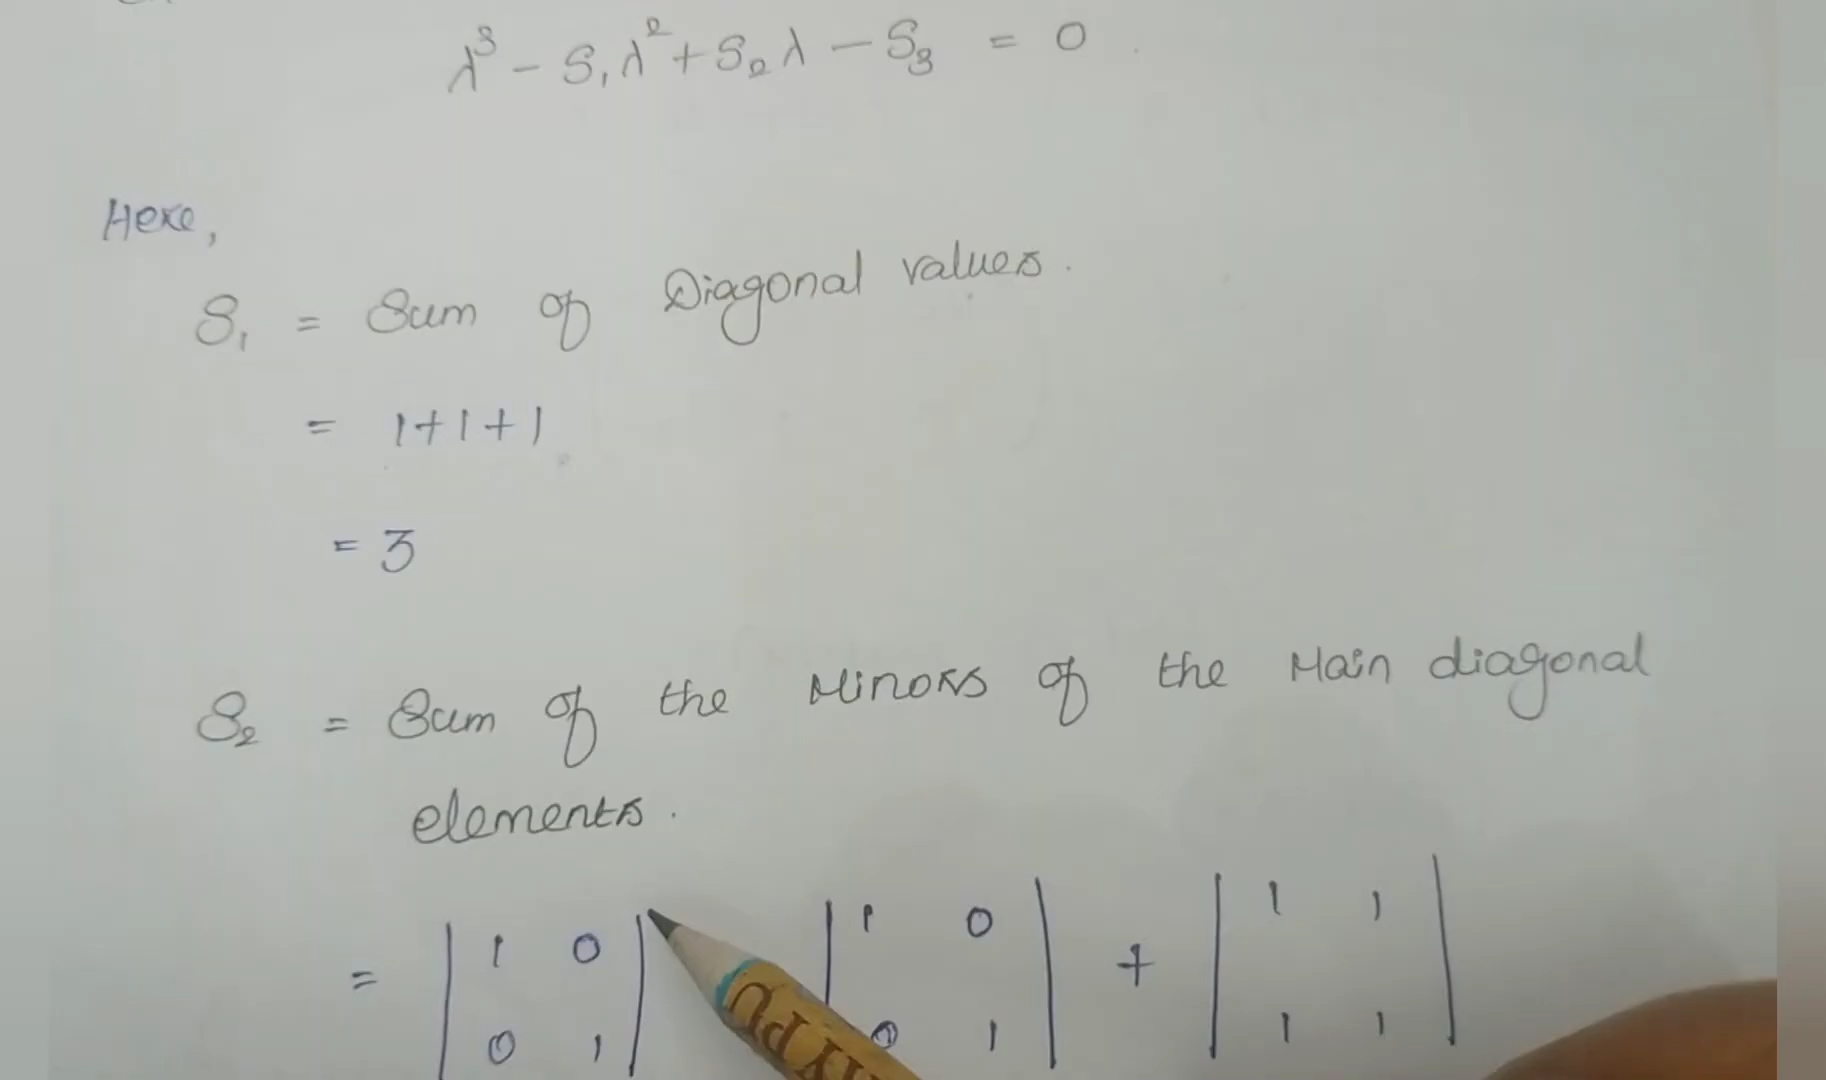 λ³ - S₁λ² + S₂λ - S₃ = 0
Here,
S₁ = Sum of Diagonal values.
= 1+1+1
= 3
S₂ = Sum of the Minors of the Main diagonal
elements.
= | 1 0 | | 1 0 | + | 1 1 |
| 0 1 | | 0 1 | | 1 1 |